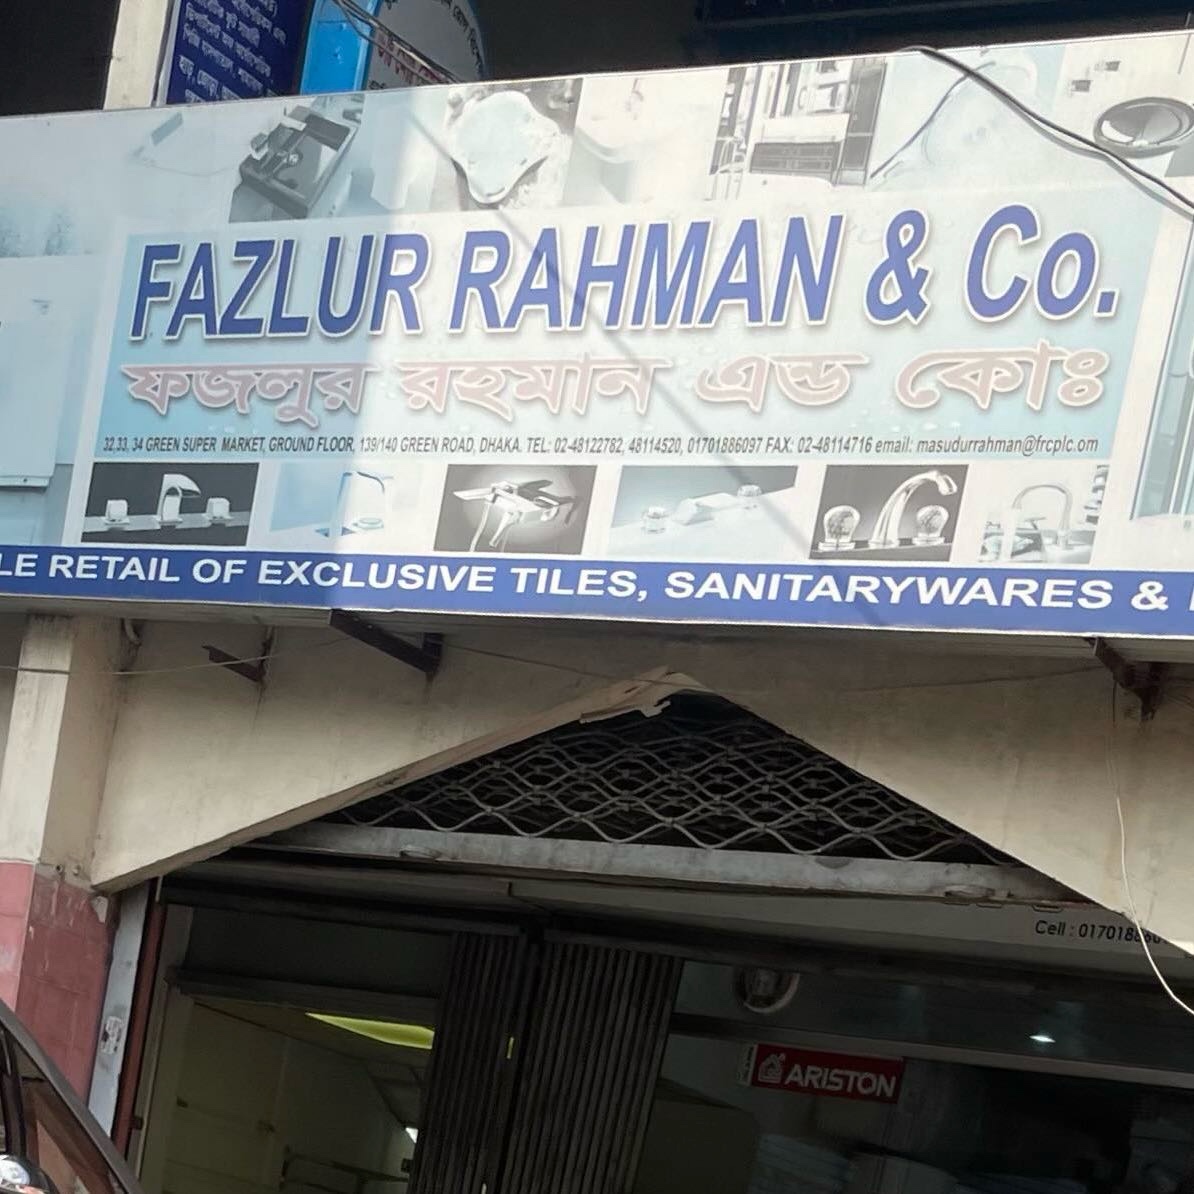 FAZLUR RAHMAN & Co.
ফজলুর রহমান এন্ড কোঃ
32,33, 34 GREEN SUPER MARKET, GROUND FLOOR, 139/140 GREEN ROAD, DHAKA. TEL: 02-48122782, 48114520, 01701886097 FAX: 02-48114716 email: masudurrahman@frcplc.om
LE RETAIL OF EXCLUSIVE TILES, SANITARYWARES &
Cell : 017018860
ARISTON